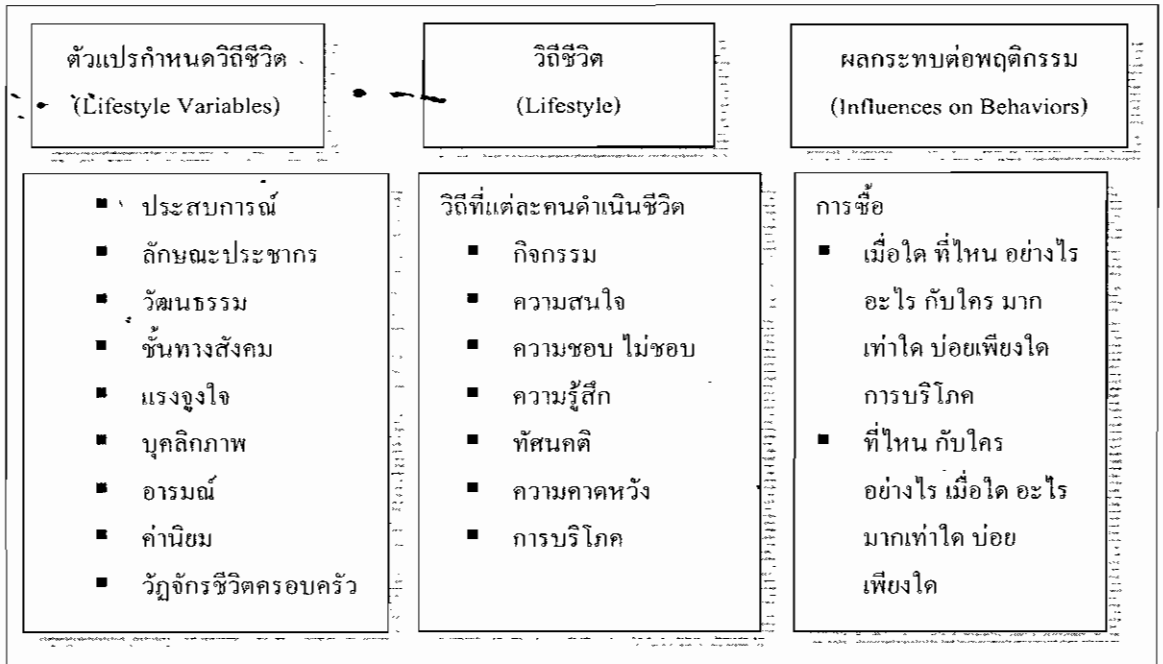 ตัวแปรกำหนดวิถีชีวิต
(Lifestyle Variables)
วิถีชีวิต
(Lifestyle)
ผลกระทบต่อพฤติกรรม
(Influences on Behaviors)
▪ ประสบการณ์
▪ ลักษณะประชากร
▪ วัฒนธรรม
▪ ชั้นทางสังคม
▪ แรงจูงใจ
▪ บุคลิกภาพ
▪ อารมณ์
▪ ค่านิยม
▪ วัฏจักรชีวิตครอบครัว
วิถีที่แต่ละคนดำเนินชีวิต
▪ กิจกรรม
▪ ความสนใจ
▪ ความชอบ ไม่ชอบ
▪ ความรู้สึก
▪ ทัศนคติ
▪ ความคาดหวัง
▪ การบริโภค
การซื้อ
▪ เมื่อใด ที่ไหน อย่างไร
อะไร กับใคร มาก
เท่าใด บ่อยเพียงใด
การบริโภค
▪ ที่ไหน กับใคร
อย่างไร เมื่อใด อะไร
มากเท่าใด บ่อย
เพียงใด